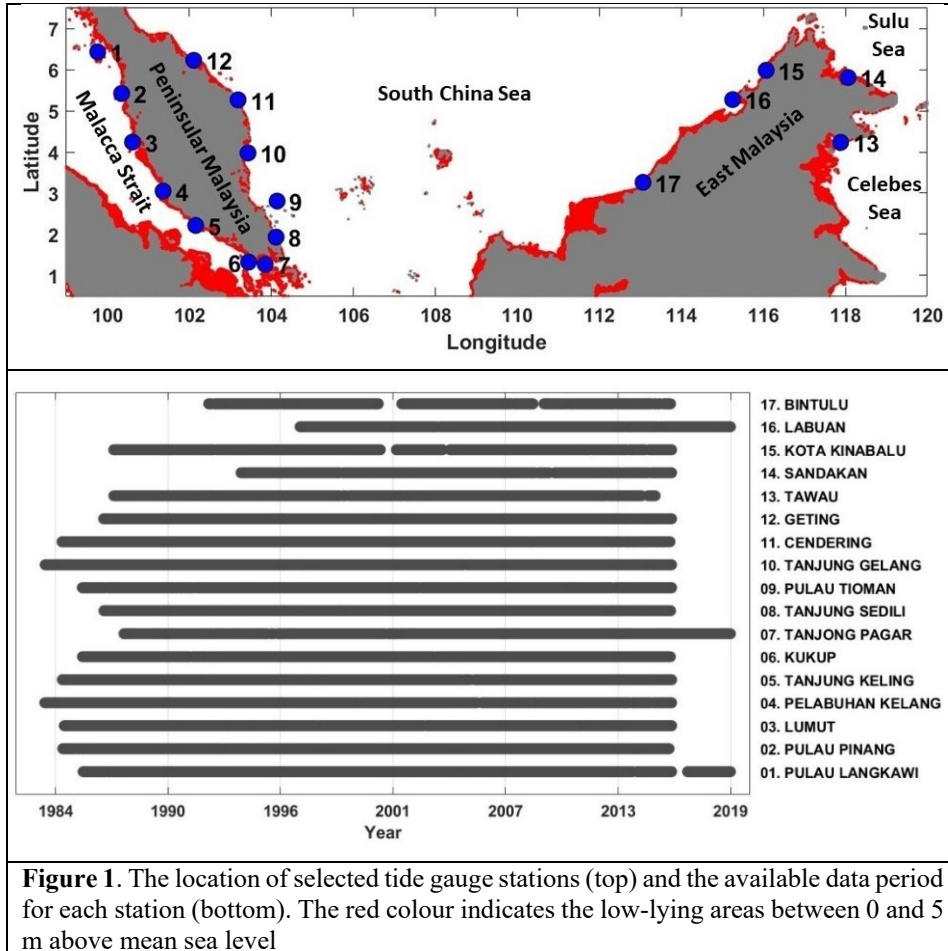 7
6
5
4
3
2
1
Latitude
100
102
104
106
108
110
112
114
116
118
120
Longitude
Malacca Strait
Peninsular Malaysia
South China Sea
East Malaysia
Sulu
Sea
Celebes
Sea
1
2
3
4
5
6
7
8
9
10
11
12
13
14
15
16
17
17. BINTULU
16. LABUAN
15. KOTA KINABALU
14. SANDAKAN
13. TAWAU
12. GETING
11. CENDERING
10. TANJUNG GELANG
09. PULAU TIOMAN
08. TANJUNG SEDILI
07. TANJONG PAGAR
06. KUKUP
05. TANJUNG KELING
04. PELABUHAN KELANG
03. LUMUT
02. PULAU PINANG
01. PULAU LANGKAWI
1984
1990
1996
2001
2007
2013
2019
Year
Figure 1. The location of selected tide gauge stations (top) and the available data period
for each station (bottom). The red colour indicates the low-lying areas between 0 and 5
m above mean sea level